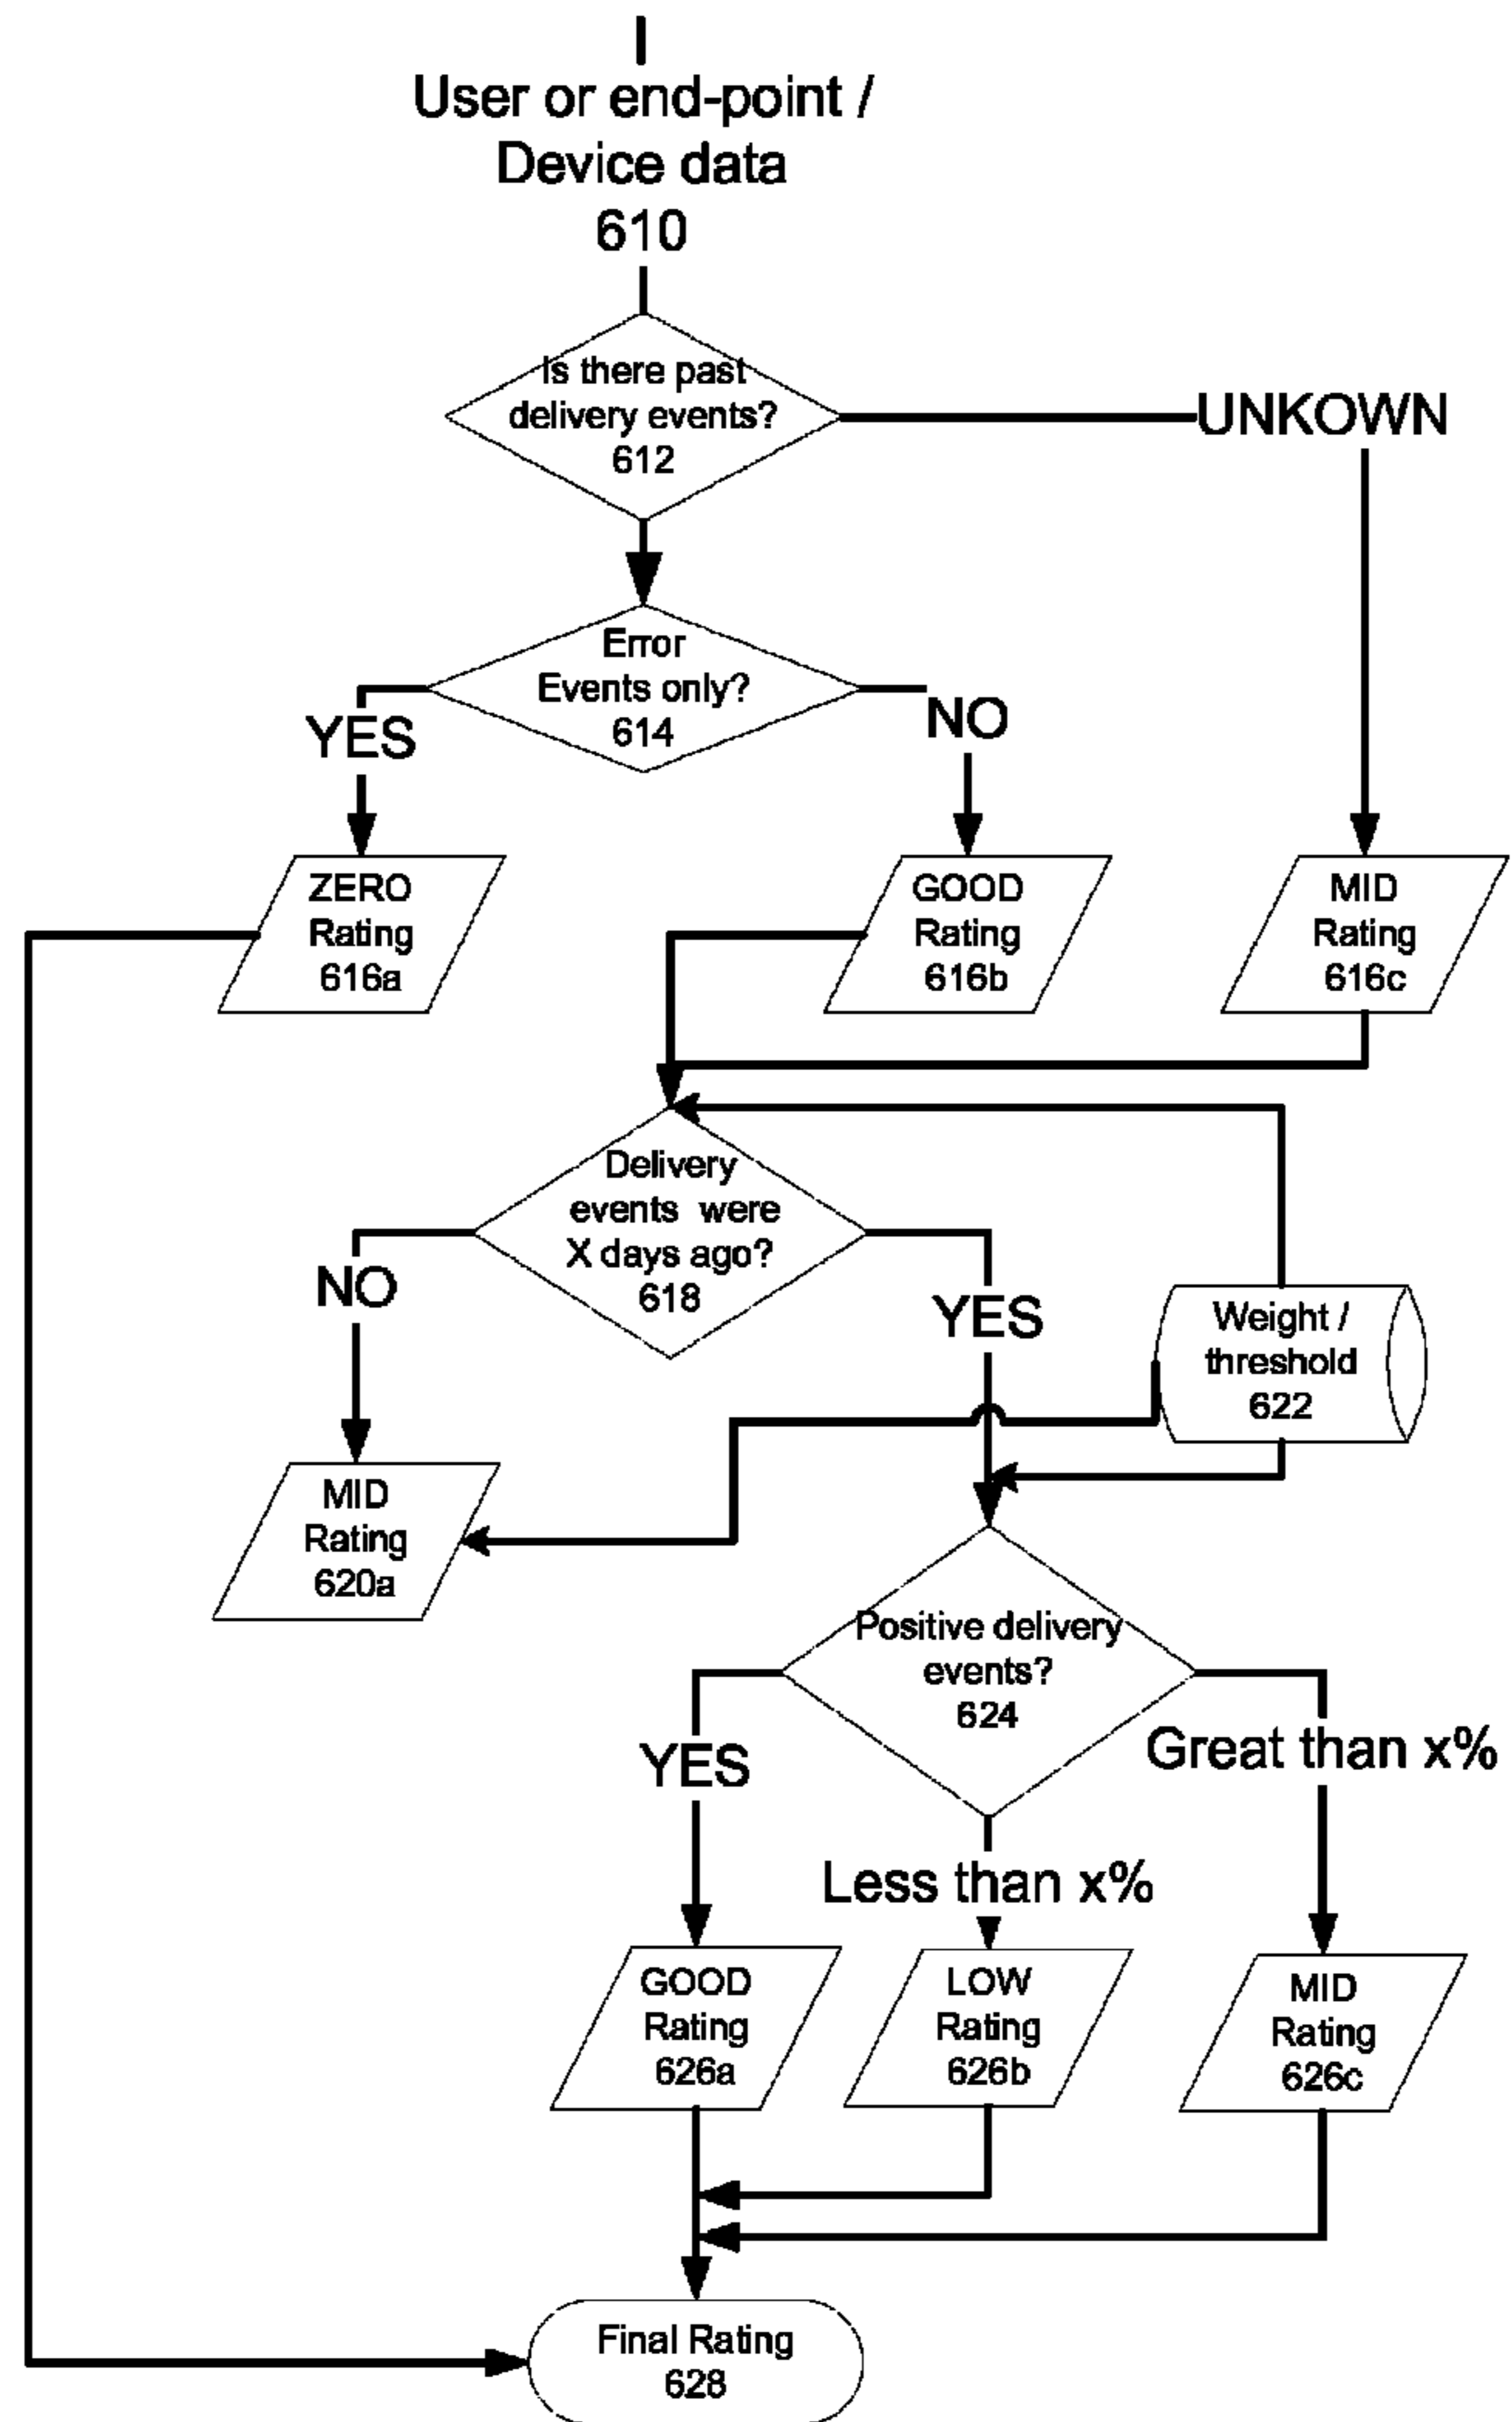 User or end-point /
Device data
610
Is there past
delivery events?
612
UNKOWN
Error
Events only?
614
YES
NO
ZERO
Rating
616a
GOOD
Rating
616b
MID
Rating
616c
Delivery
events were
X days ago?
618
NO
YES
Weight /
threshold
622
MID
Rating
620a
Positive delivery
events?
624
YES
Great than x%
Less than x%
GOOD
Rating
626a
LOW
Rating
626b
MID
Rating
626c
Final Rating
628